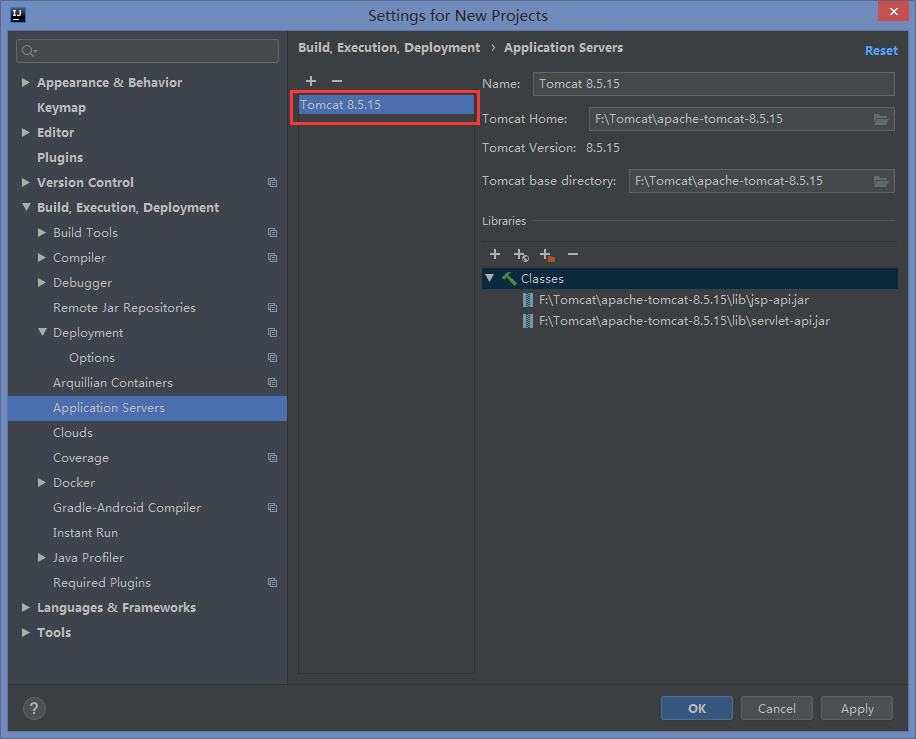 IJ
Settings for New Projects
Appearance & Behavior
Keymap
Editor
Plugins
Version Control
Build, Execution, Deployment
Build Tools
Compiler
Debugger
Remote Jar Repositories
Deployment
Options
Arquillian Containers
Application Servers
Clouds
Coverage
Docker
Gradle-Android Compiler
Instant Run
Java Profiler
Required Plugins
Languages & Frameworks
Tools
Build, Execution, Deployment › Application Servers
Reset
Tomcat 8.5.15
Name: Tomcat 8.5.15
Tomcat Home: F:\Tomcat\apache-tomcat-8.5.15
Tomcat Version: 8.5.15
Tomcat base directory: F:\Tomcat\apache-tomcat-8.5.15
Libraries
Classes
F:\Tomcat\apache-tomcat-8.5.15\lib\jsp-api.jar
F:\Tomcat\apache-tomcat-8.5.15\lib\servlet-api.jar
?
OK
Cancel
Apply